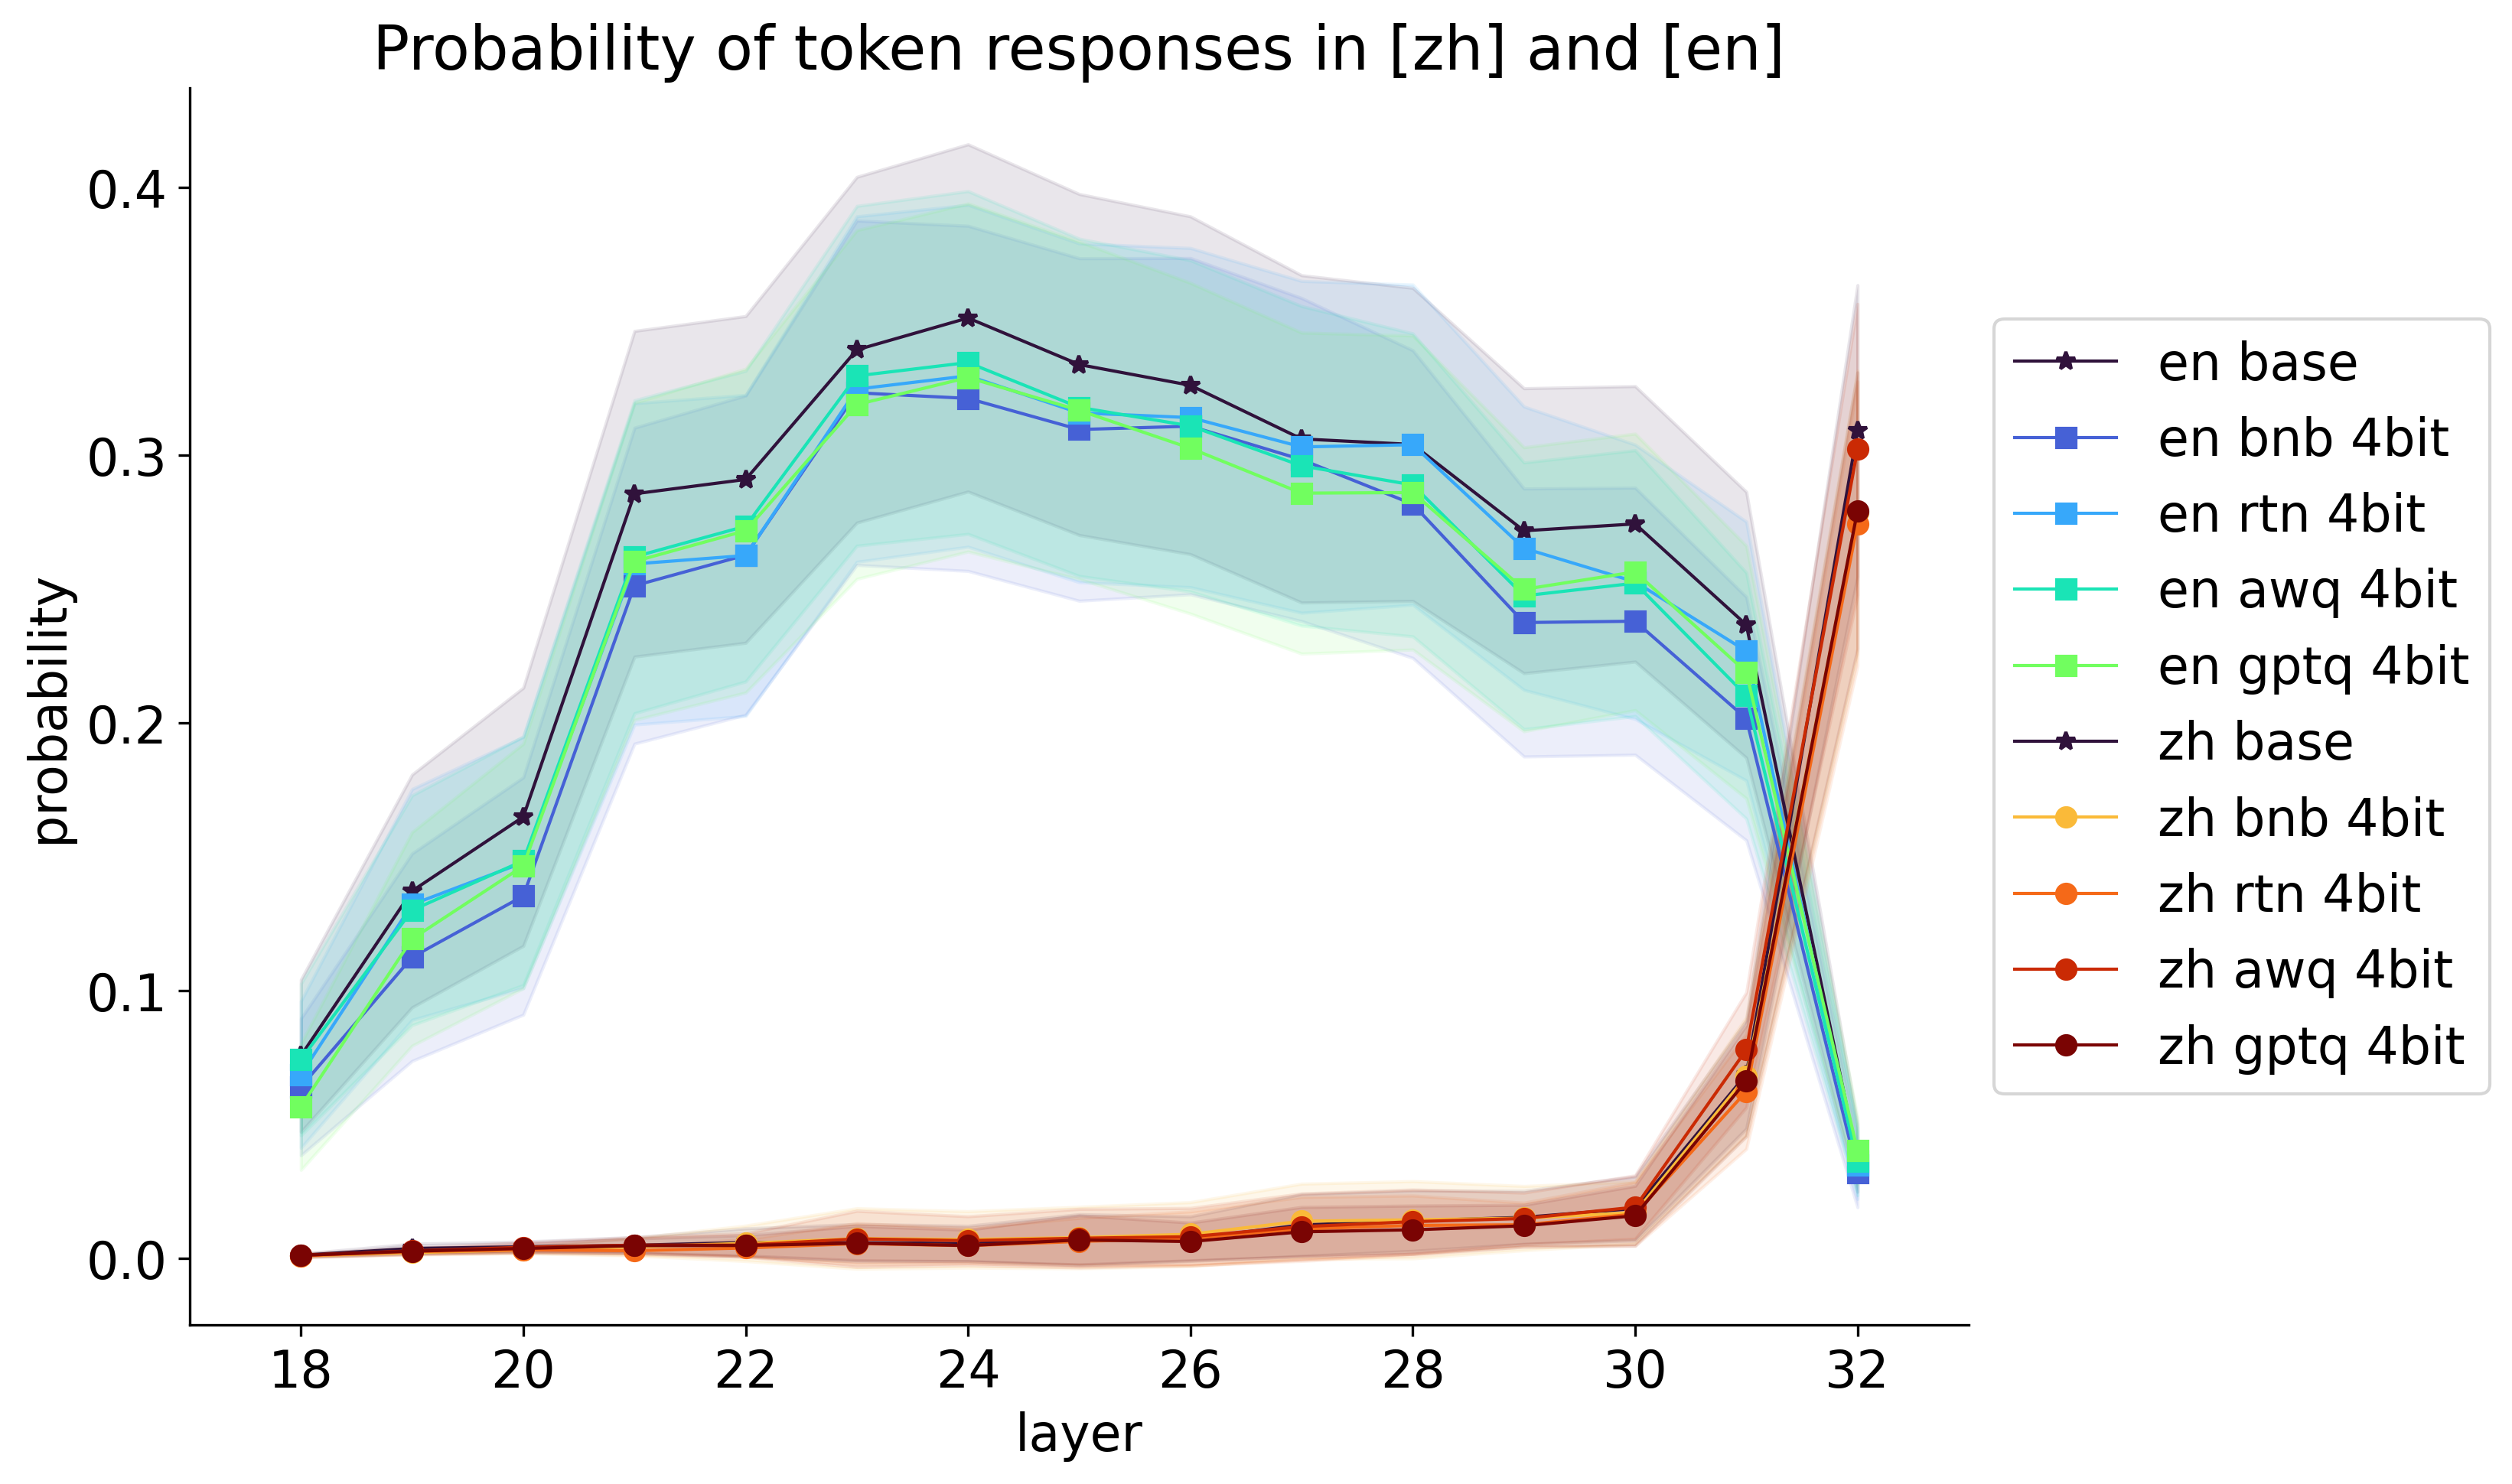 Probability of token responses in [zh] and [en]
probability
0.4
0.3
0.2
0.1
0.0
18 20 22 24 26 28 30 32
layer
en base
en bnb 4bit
en rtn 4bit
en awq 4bit
en gptq 4bit
zh base
zh bnb 4bit
zh rtn 4bit
zh awq 4bit
zh gptq 4bit